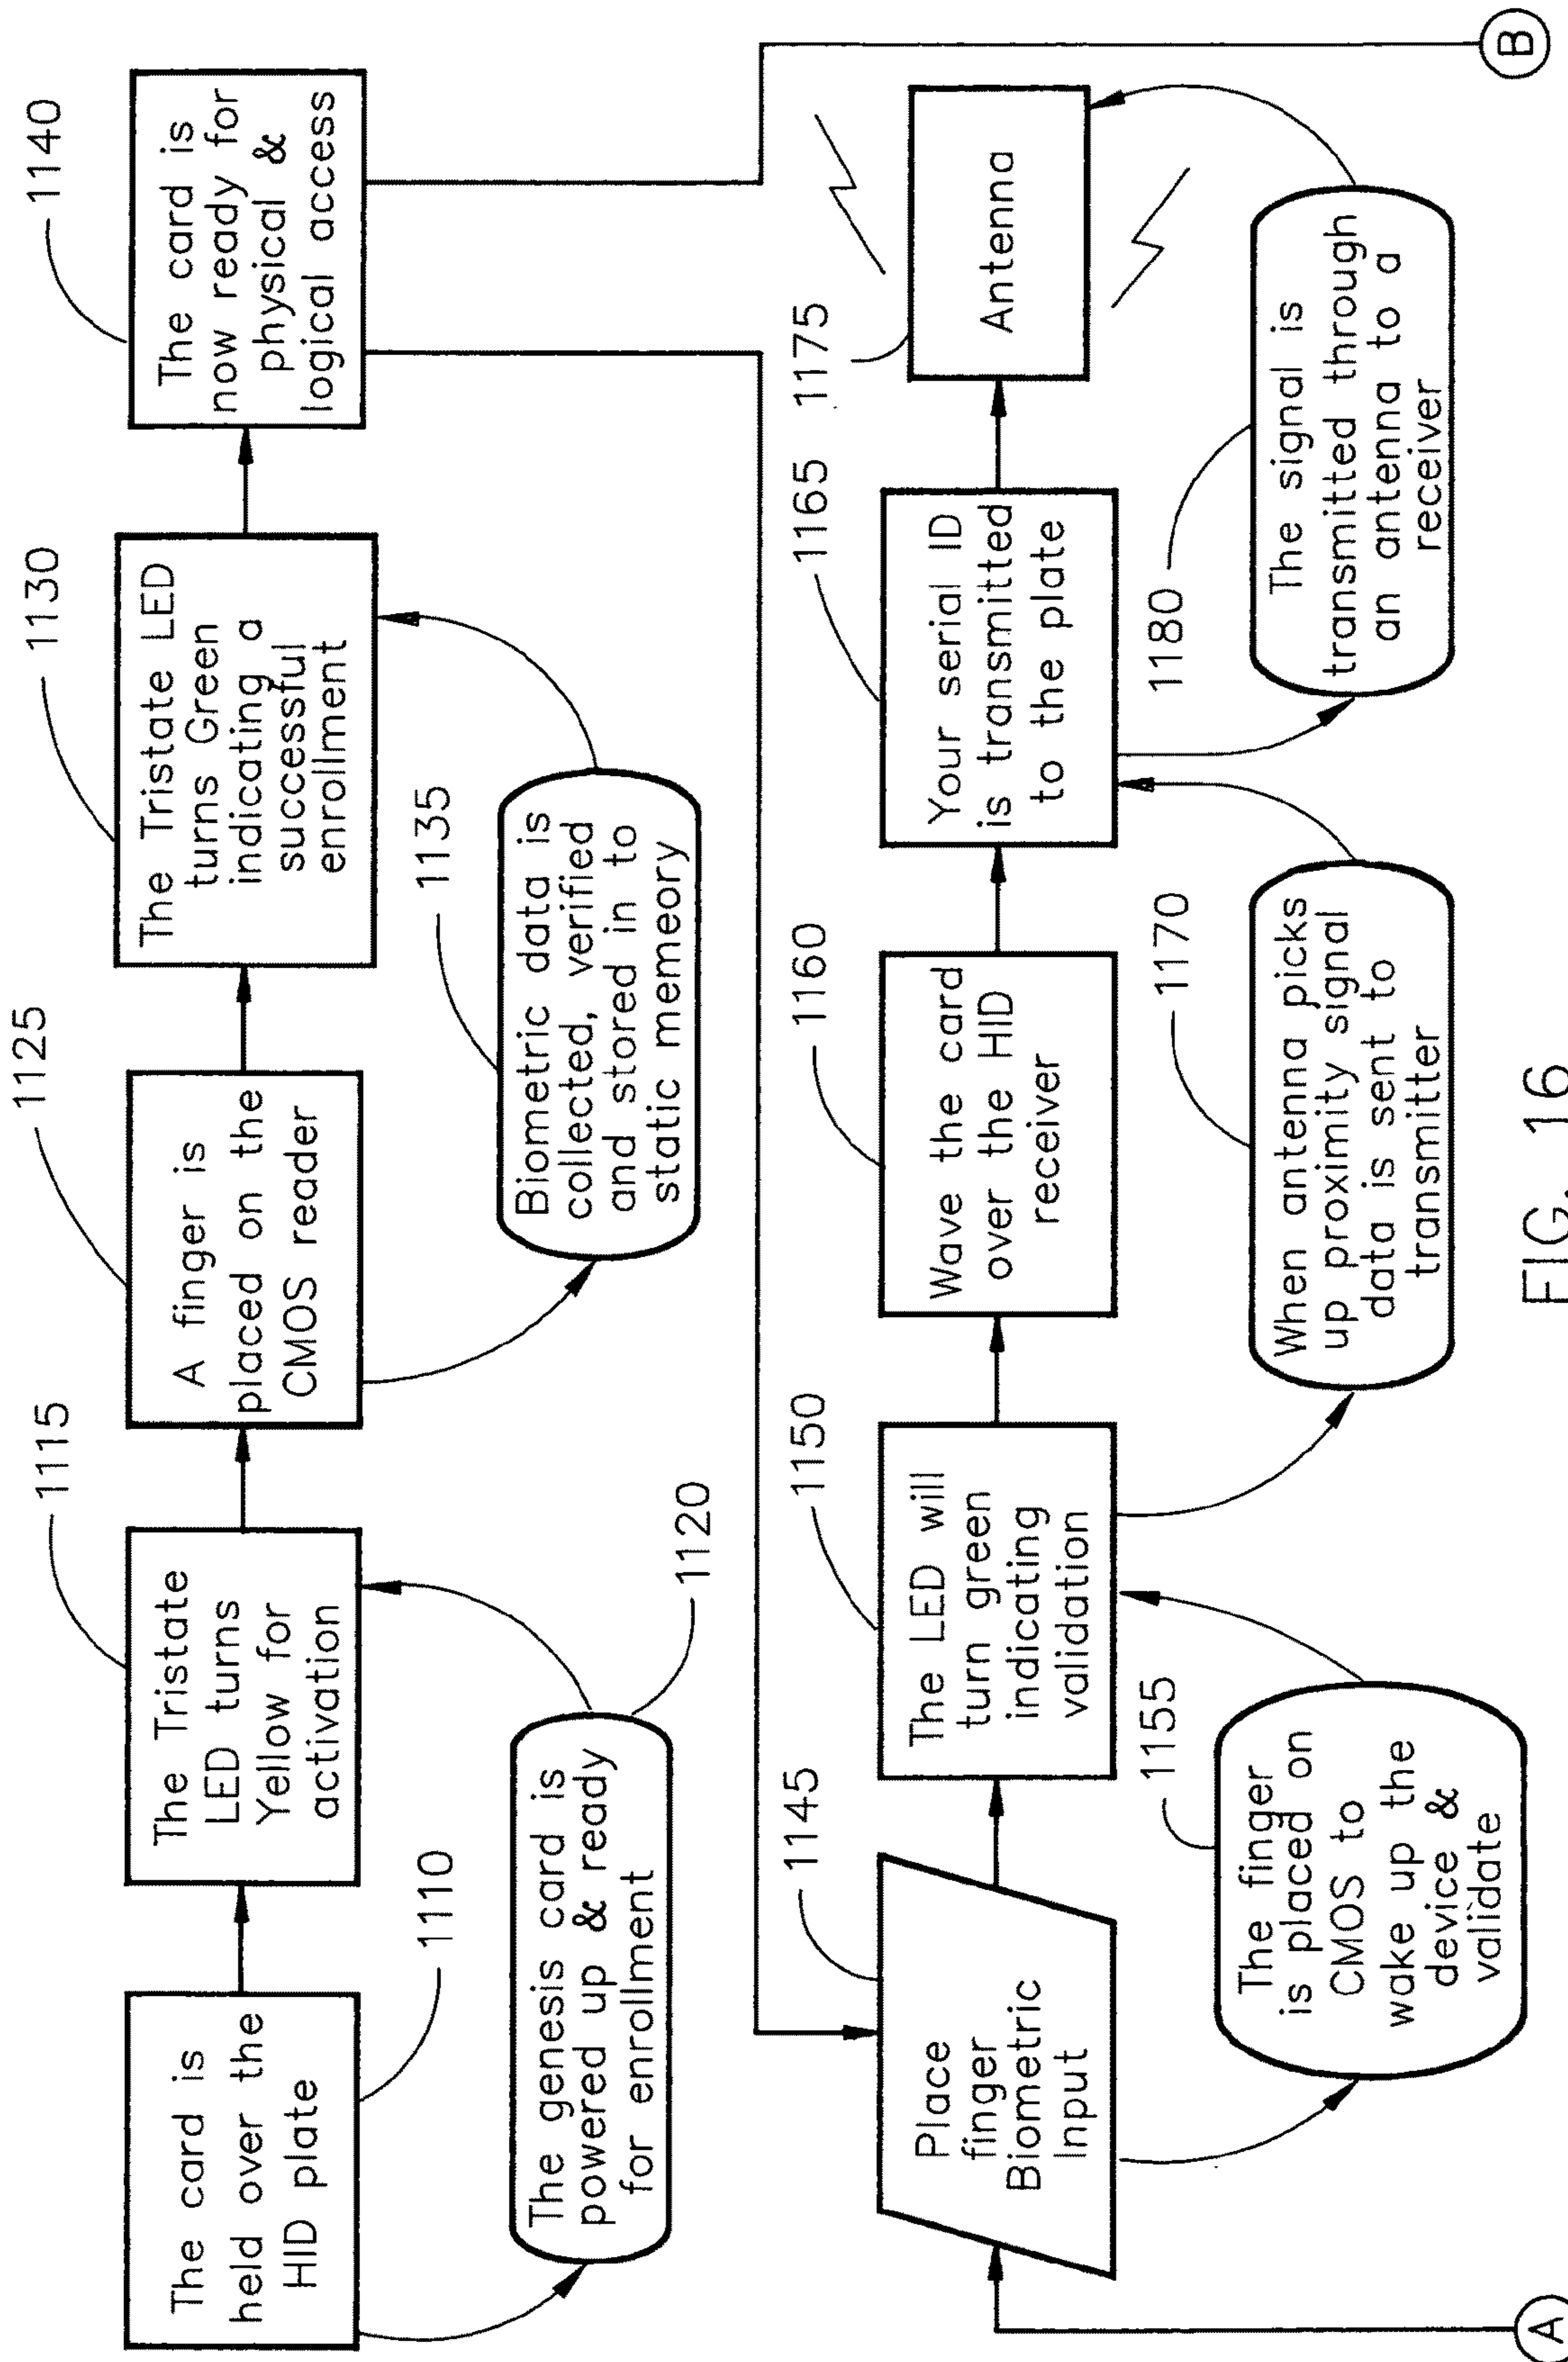 1110
The card is
held over the
HID plate
1115
The Tristate
LED turns
Yellow for
activation
1120
The genesis card is
powered up & ready
for enrollment
1125
A finger is
placed on the
CMOS reader
1130
The Tristate LED
turns Green
indicating a
successful
enrollment
1135
Biometric data is
collected, verified
and stored in to
static memeory
1140
The card is
now ready for
physical &
logical access
1145
Place
finger
Biometric
Input
1150
The LED will
turn green
indicating
validation
1155
The finger
is placed on
CMOS to
wake up the
device &
validate
1160
Wave the card
over the HID
receiver
1165
Your serial ID
is transmitted
to the plate
1170
When antenna picks
up proximity signal
data is sent to
transmitter
1175
Antenna
1180
The signal is
transmitted through
an antenna to a
receiver
A
B
FIG. 16